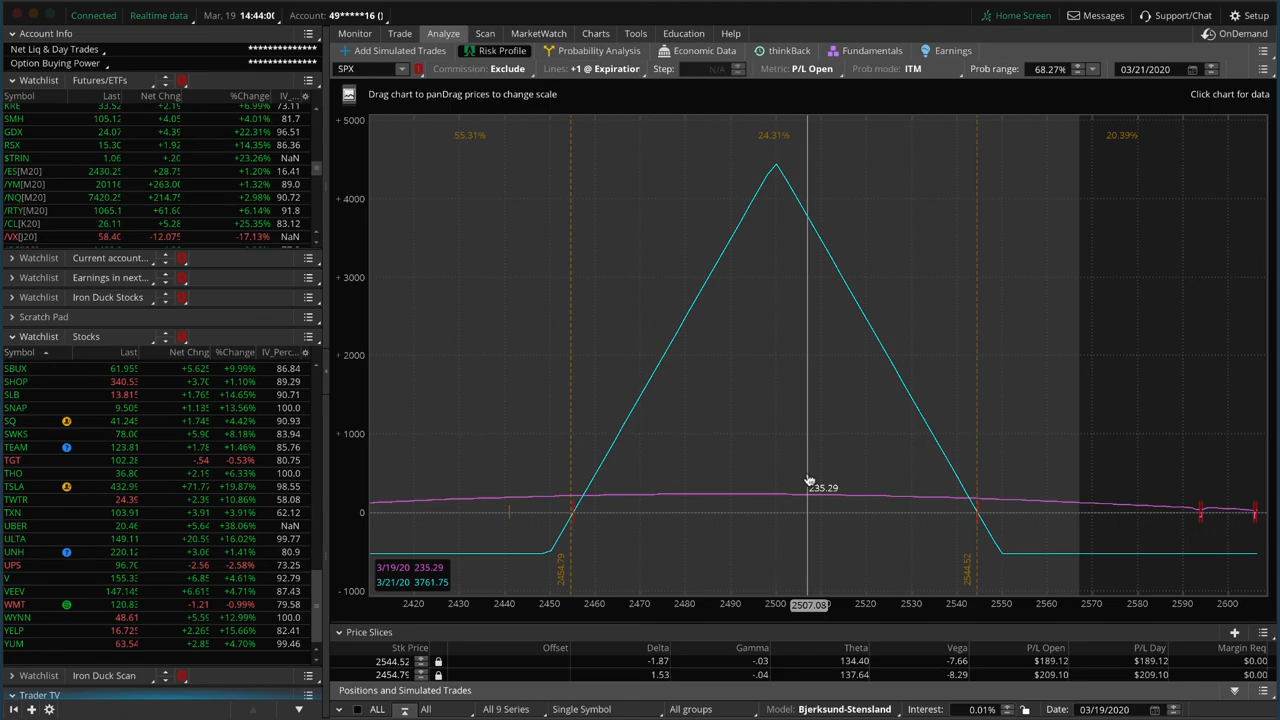 Connected Realtime data Mar, 19 14:44:00 Account: 49*****16 () Home Screen Messages Support/Chat Setup
Account Info Monitor Trade Analyze Scan MarketWatch Charts Tools Education Help OnDemand
Net Liq & Day Trades **************
Option Buying Power **************
Add Simulated Trades Risk Profile Probability Analysis Economic Data thinkBack Fundamentals Earnings
SPX Commission: Exclude Lines: +1 @ Expiration Step: N/A Metric: P/L Open Prob mode: ITM Prob range: 68.27% 03/21/2020
Drag chart to panDrag prices to change scale Click chart for data
Watchlist Futures/ETFs
Symbol Last Net Chng %Change IV_...
KRE 33.52 +2.19 +6.99% 73.11
SMH 105.12 +4.05 +4.01% 81.7
GDX 24.07 +4.39 +22.31% 96.51
RSX 15.30 +1.92 +14.35% 86.36
$TRIN 1.06 +.20 +23.26% NaN
/ES[M20] 2430.25 +28.75 +1.20% 16.41
/YM[M20] 20116 +263.00 +1.32% 89.0
/NQ[M20] 7420.25 +214.75 +2.98% 90.72
/RTY[M20] 1065.1 +61.60 +6.14% 91.8
/CL[K20] 26.11 +5.28 +25.35% 83.12
/VX[J20] 58.40 -12.075 -17.13% NaN
Watchlist Current account...
Watchlist Earnings in next...
Watchlist Iron Duck Stocks
Scratch Pad
Watchlist Stocks
Symbol Last Net Chng %Change IV_Perc...
SBUX 61.955 +5.625 +9.99% 86.84
SHOP 340.53 +3.70 +1.10% 89.29
SLB 13.815 +1.765 +14.65% 90.71
SNAP 9.505 +1.135 +13.56% 100.0
SQ 41.245 +1.745 +4.42% 90.93
SWKS 78.00 +5.90 +8.18% 83.94
TEAM 123.81 +1.78 +1.46% 85.76
TGT 102.28 -.54 -0.53% 80.75
THO 36.80 +2.19 +6.33% 100.0
TSLA 432.99 +71.77 +19.87% 98.55
TWTR 24.39 +2.39 +10.86% 58.08
TXN 103.91 +3.91 +3.91% 62.12
UBER 20.46 +5.64 +38.06% NaN
ULTA 149.11 +20.59 +16.02% 99.77
UNH 220.12 +3.06 +1.41% 80.9
UPS 96.70 -2.56 -2.58% 73.25
V 155.33 +6.85 +4.61% 92.79
VEEV 147.145 +6.615 +4.71% 87.43
WMT 120.83 -1.21 -0.99% 79.58
WYNN 48.61 +5.59 +12.99% 100.0
YELP 16.725 +2.265 +15.66% 82.41
YUM 63.54 +2.85 +4.70% 99.46
Watchlist Iron Duck Scan
Trader TV
+ 5000
+ 4000
+ 3000
+ 2000
+ 1000
0
- 1000
55.31% 24.31% 20.39%
235.29
2454.79 2544.52
3/19/20 235.29
3/21/20 3761.75
2420 2430 2440 2450 2460 2470 2480 2490 2500 2507.08 2520 2530 2540 2550 2560 2570 2580 2590 2600
Price Slices
Stk Price Offset Delta Gamma Theta Vega P/L Open P/L Day Margin Req
2544.52 -1.87 -.03 134.40 -7.66 $189.12 $189.12 $0.00
2454.79 1.53 -.04 137.64 -8.29 $209.10 $209.10 $0.00
Positions and Simulated Trades
ALL All All 9 Series Single Symbol All groups Model: Bjerksund-Stensland Interest: 0.01% Date: 03/19/2020